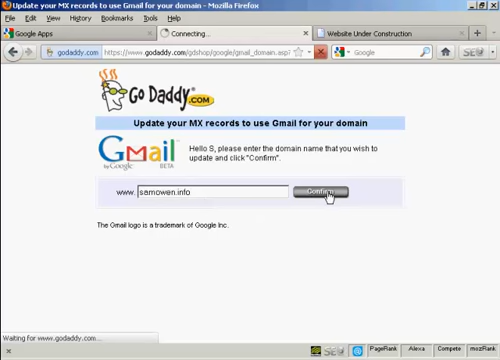 Update your MX records to use Gmail for your domain - Mozilla Firefox
File Edit View History Bookmarks Tools Help
Google Apps
Connecting...
Website Under Construction
godaddy.com
https://www.godaddy.com/gdshop/google/gmail_domain.asp?
Google
Go Daddy.COM
Update your MX records to use Gmail for your domain
Gmail
by Google BETA
Hello S, please enter the domain name that you wish to
update and click "Confirm".
www. samowen.info Confirm
The Gmail logo is a trademark of Google Inc.
Waiting for www.godaddy.com...
PageRank Alexa Compete mozRank